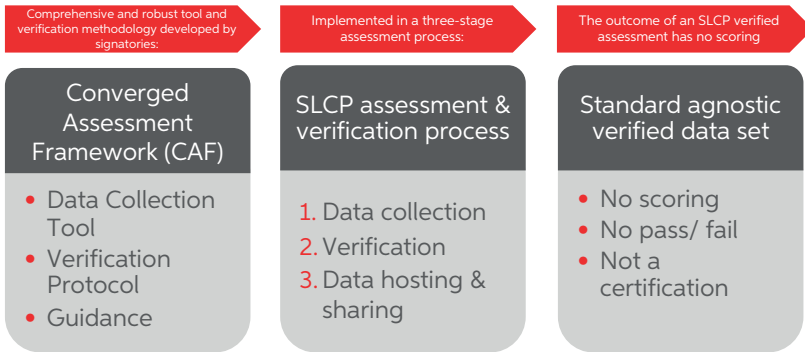 Comprehensive and robust tool and
verification methodology developed by
signatories:
Converged
Assessment
Framework (CAF)
• Data Collection
Tool
• Verification
Protocol
• Guidance
Implemented in a three-stage
assessment process:
SLCP assessment &
verification process
1. Data collection
2. Verification
3. Data hosting &
sharing
The outcome of an SLCP verified
assessment has no scoring
Standard agnostic
verified data set
• No scoring
• No pass/ fail
• Not a
certification